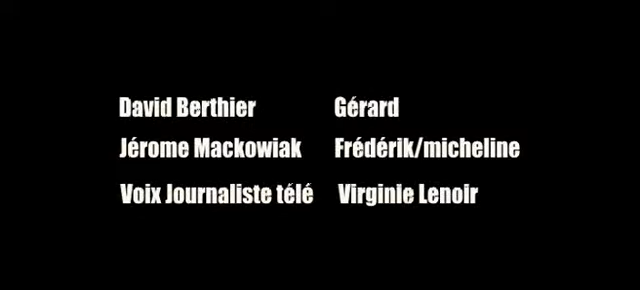 David Berthier Gérard
Jérome Mackowiak Frédérik/micheline
Voix Journaliste télé Virginie Lenoir